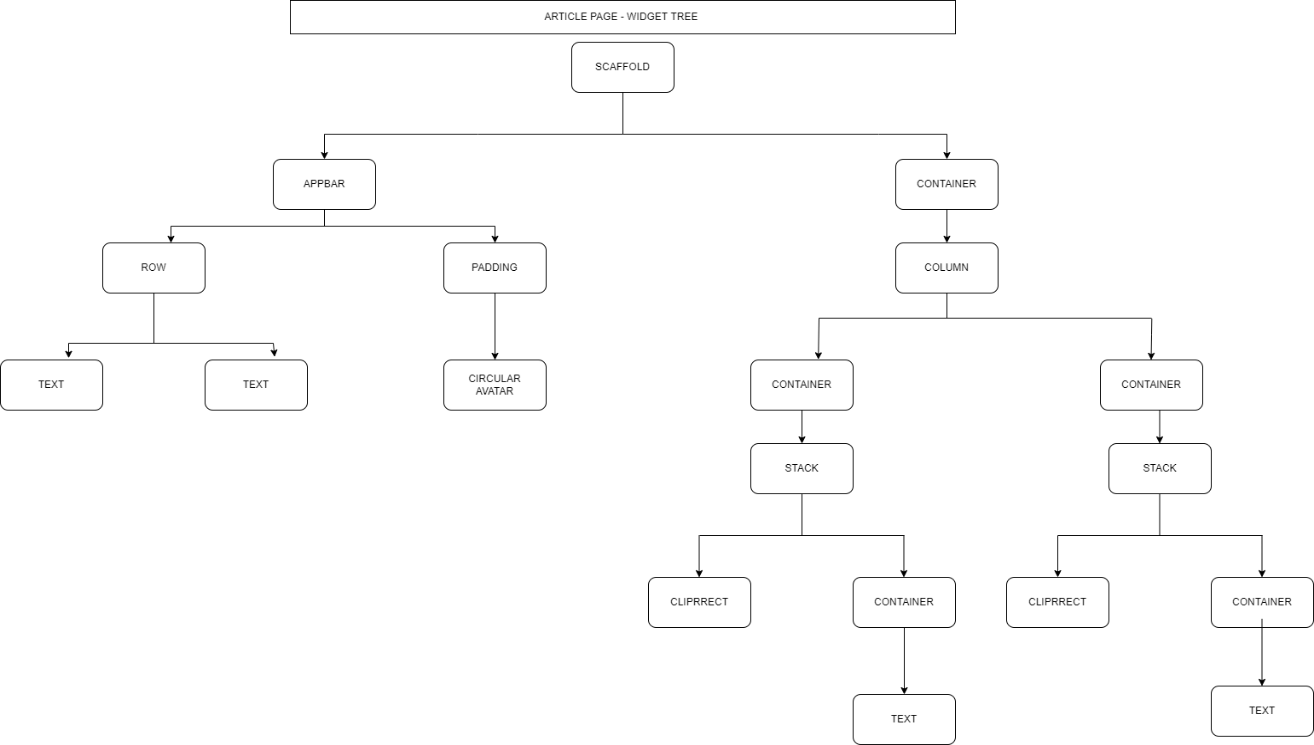 ARTICLE PAGE - WIDGET TREE
SCAFFOLD
APPBAR
CONTAINER
ROW
PADDING
COLUMN
TEXT
TEXT
CIRCULAR
AVATAR
CONTAINER
CONTAINER
STACK
STACK
CLIPRRECT
CONTAINER
CLIPRRECT
CONTAINER
TEXT
TEXT